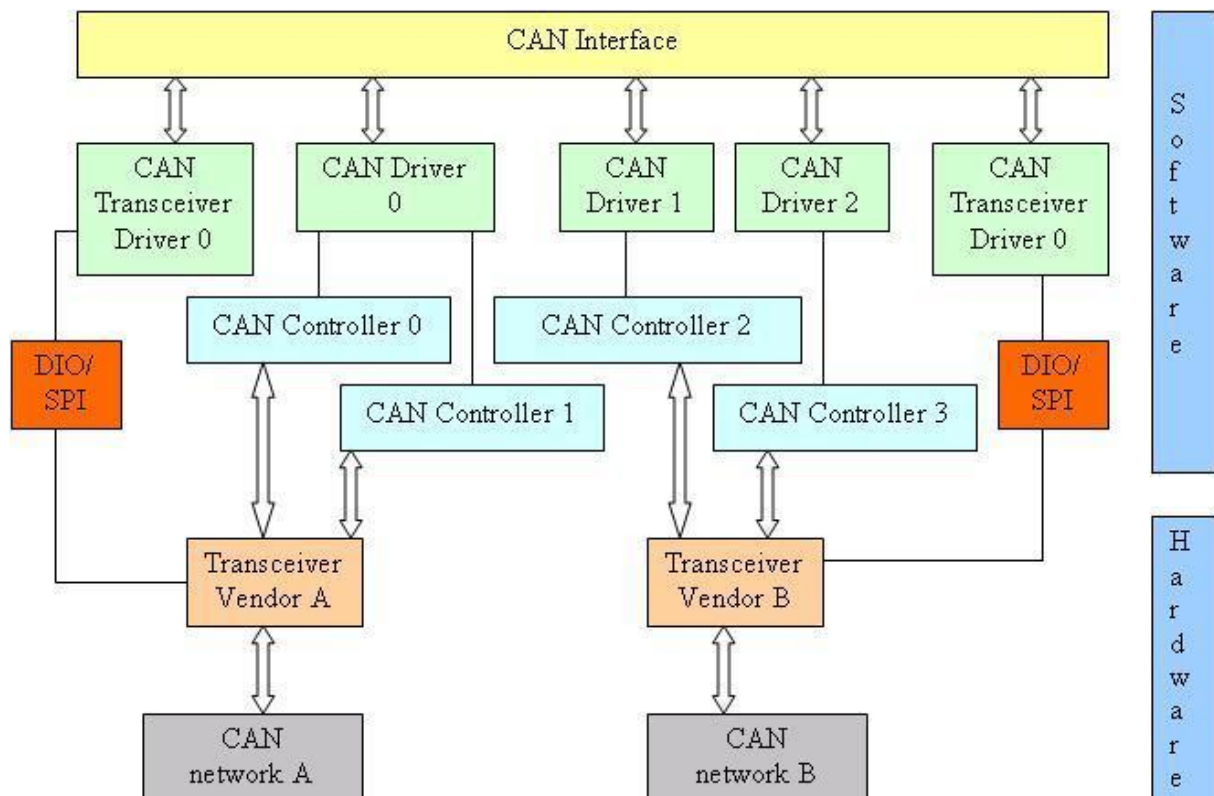 CAN Interface
CAN
Transceiver
Driver 0
CAN Driver
0
CAN
Driver 1
CAN
Driver 2
CAN
Transceiver
Driver 0
CAN Controller 0
CAN Controller 2
DIO/
SPI
DIO/
SPI
CAN Controller 1
CAN Controller 3
Transceiver
Vendor A
Transceiver
Vendor B
CAN
network A
CAN
network B
Software
Hardware